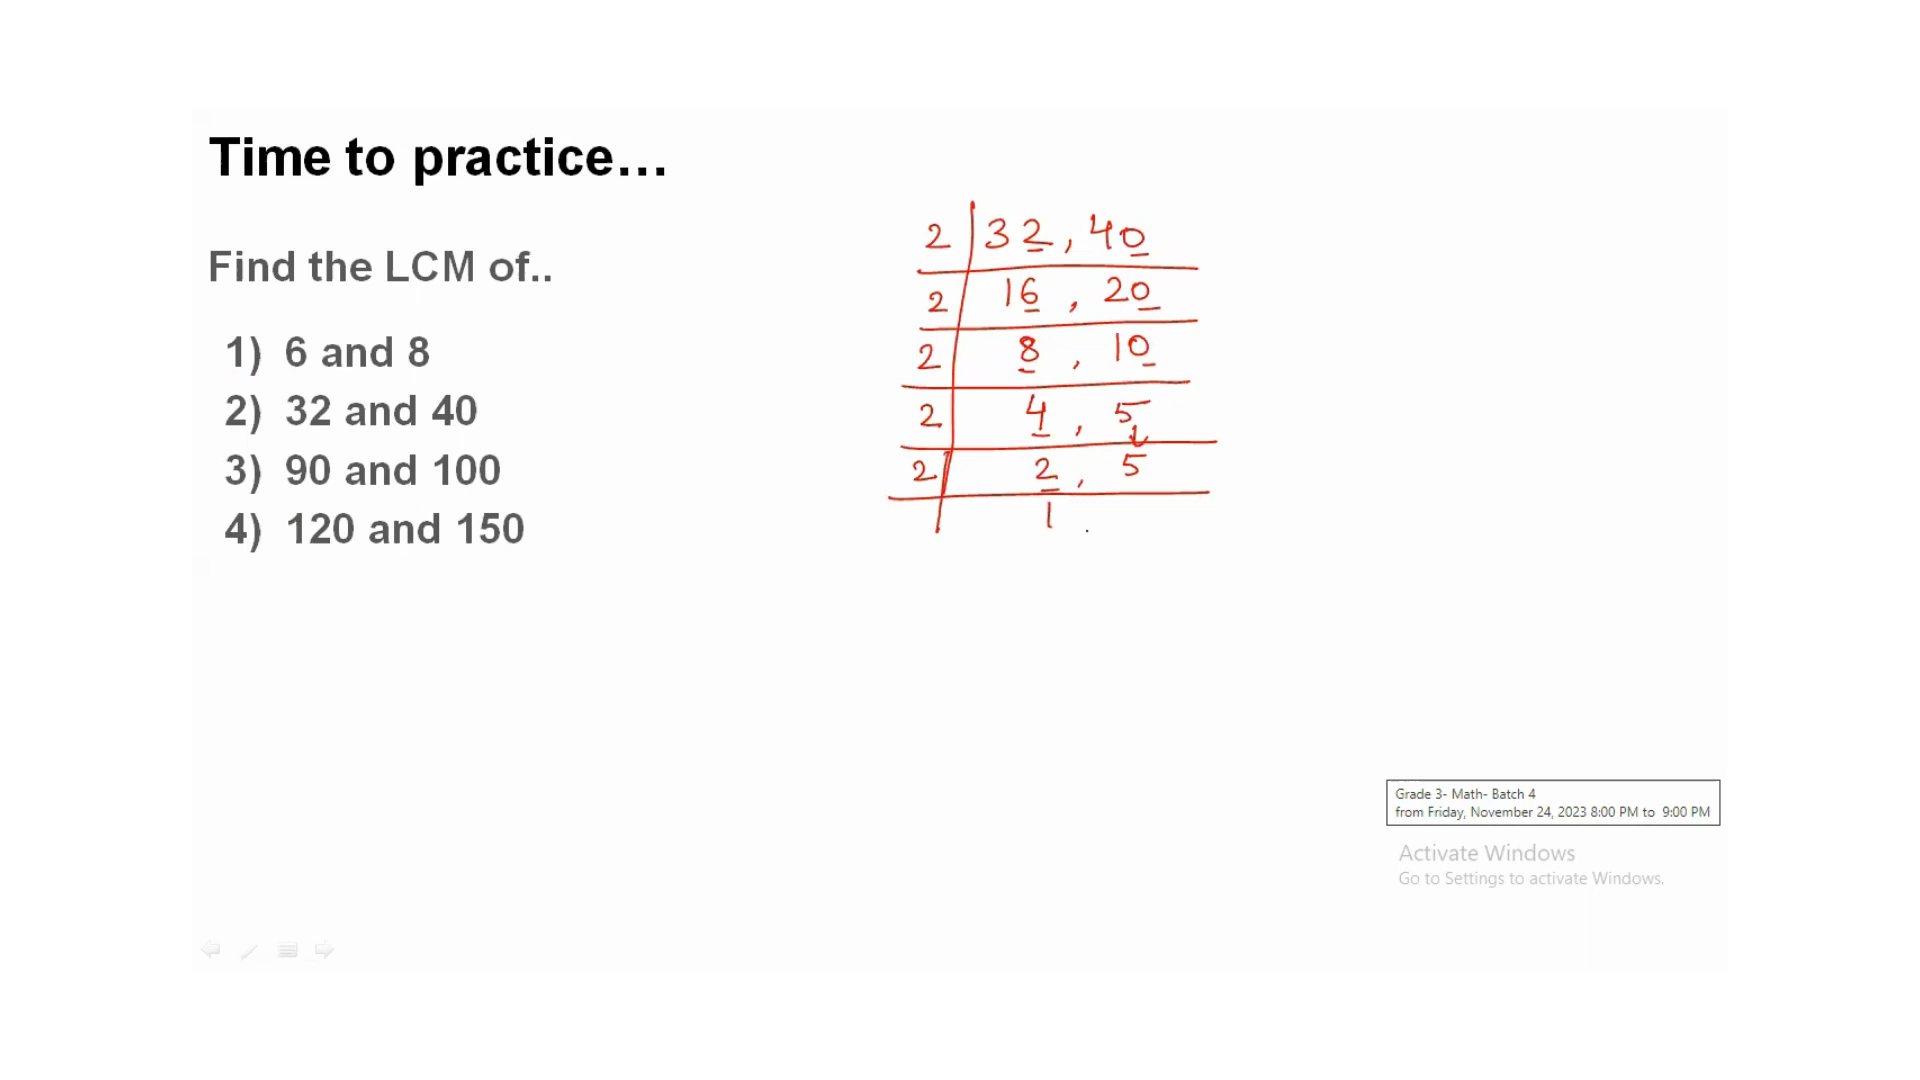 Time to practice...
Find the LCM of..
1) 6 and 8
2) 32 and 40
3) 90 and 100
4) 120 and 150
2 32, 40
2 16, 20
2 8, 10
2 4, 5
2 2, 5
1
Grade 3- Math- Batch 4
from Friday, November 24, 2023 8:00 PM to 9:00 PM
Activate Windows
Go to Settings to activate Windows.